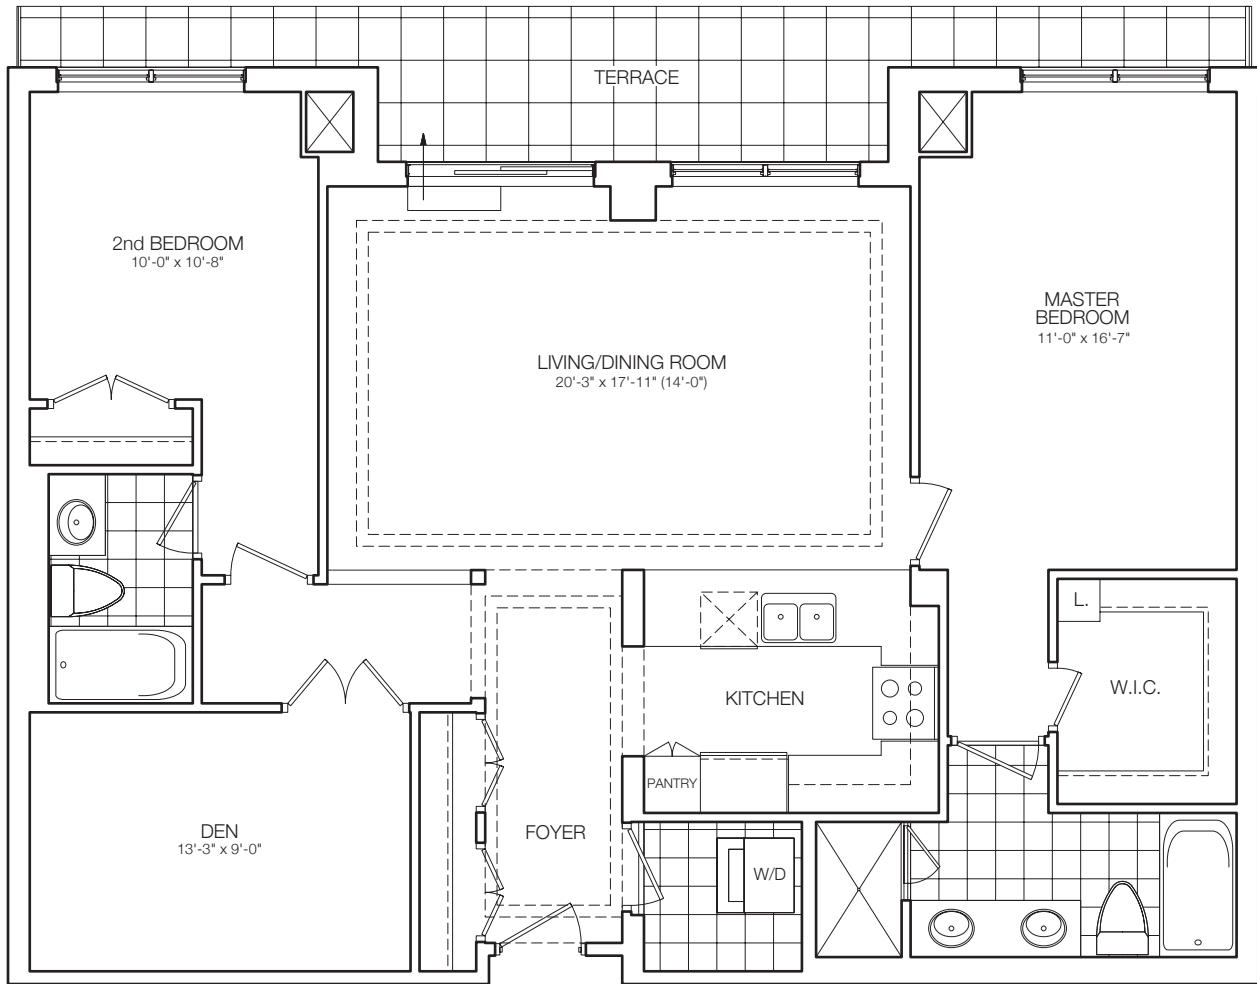 TERRACE
2nd BEDROOM
10'-0" x 10'-8"
MASTER
BEDROOM
11'-0" x 16'-7"
LIVING/DINING ROOM
20'-3" x 17'-11" (14'-0")
L.
W.I.C.
KITCHEN
PANTRY
DEN
13'-3" x 9'-0"
FOYER
W/D